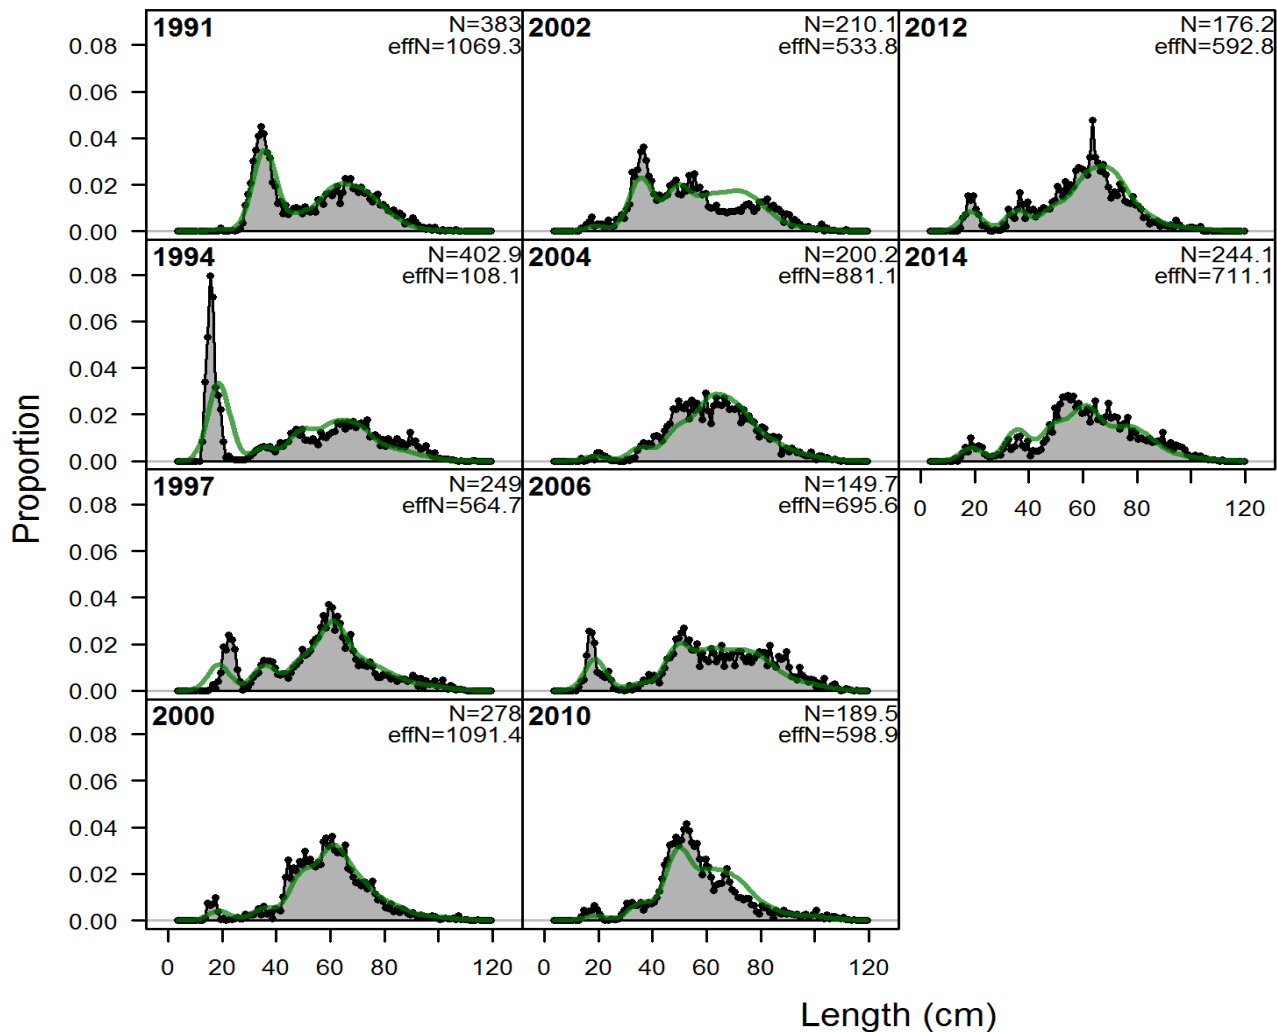 1991
N=383
effN=1069.3
2002
N=210.1
effN=533.8
2012
N=176.2
effN=592.8
0.08
0.06
0.04
0.02
0.00
1994
N=402.9
effN=108.1
2004
N=200.2
effN=881.1
2014
N=244.1
effN=711.1
0.08
0.06
0.04
0.02
0.00
0 20 40 60 80 120
1997
N=249
effN=564.7
2006
N=149.7
effN=695.6
0.08
0.06
0.04
0.02
0.00
2000
N=278
effN=1091.4
2010
N=189.5
effN=598.9
0.08
0.06
0.04
0.02
0.00
0 20 40 60 80 120
0 20 40 60 80 120
Proportion
Length (cm)